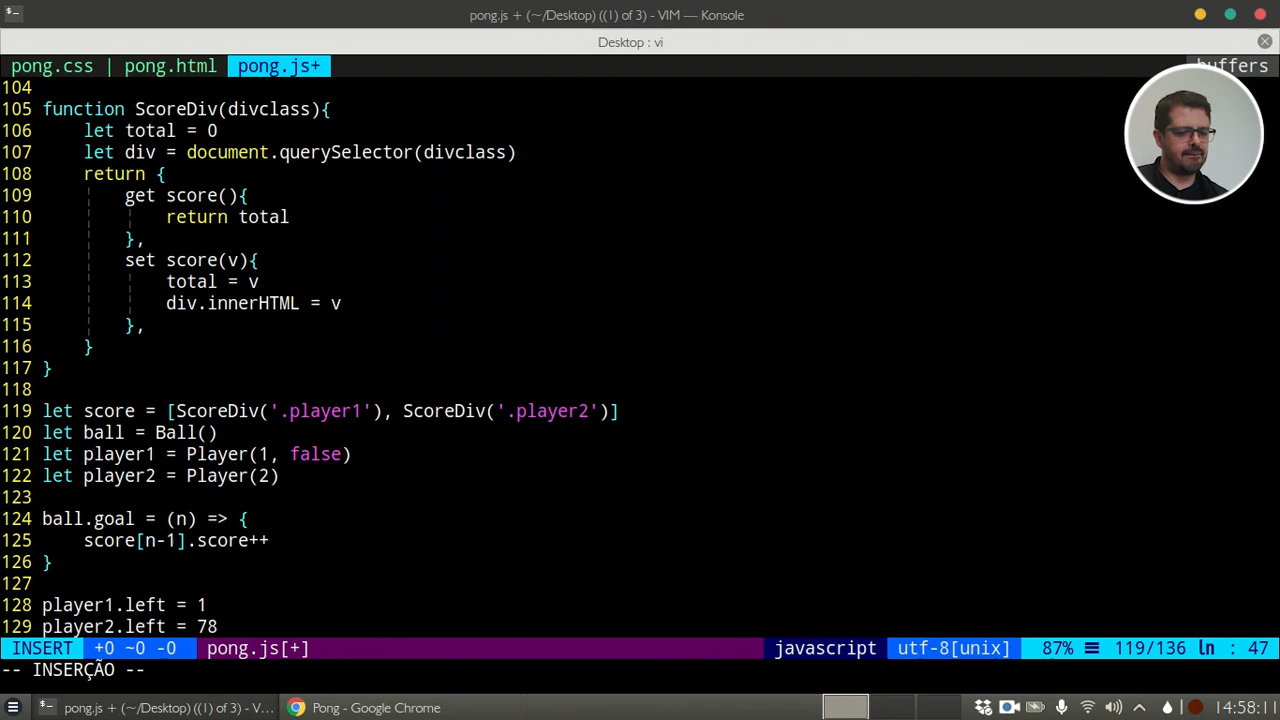 pong.js + (~/Desktop) ((1) of 3) - VIM — Konsole
Desktop : vi
pong.css | pong.html pong.js+ buffers
104
105 function ScoreDiv(divclass){
106     let total = 0
107     let div = document.querySelector(divclass)
108     return {
109         get score(){
110             return total
111         },
112         set score(v){
113             total = v
114             div.innerHTML = v
115         },
116     }
117 }
118
119 let score = [ScoreDiv('.player1'), ScoreDiv('.player2')]
120 let ball = Ball()
121 let player1 = Player(1, false)
122 let player2 = Player(2)
123
124 ball.goal = (n) => {
125     score[n-1].score++
126 }
127
128 player1.left = 1
129 player2.left = 78
INSERT +0 ~0 -0 pong.js[+] javascript utf-8[unix] 87% ≡ 119/136 ln : 47
-- INSERÇÃO --
pong.js + (~/Desktop) ((1) of 3) - V... Pong - Google Chrome 14:58:11